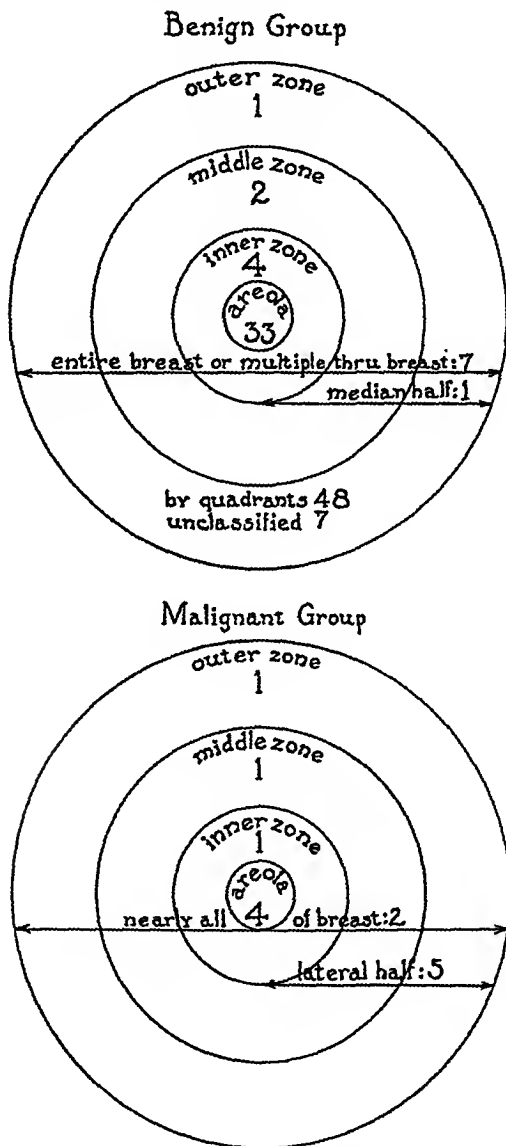 Benign Group
outer zone
1
middle zone
2
inner zone
4
areola
33
entire breast or multiple thru breast:7
median half:1
by quadrants 48
unclassified 7
Malignant Group
outer zone
1
middle zone
1
inner zone
1
areola
4
nearly all of breast:2
lateral half:5